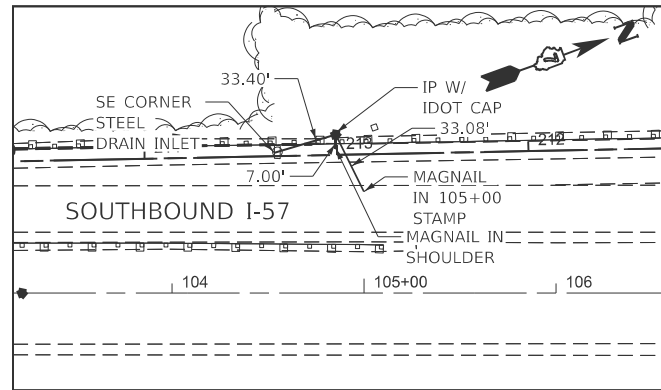 N
33.40'
IP W/
IDOT CAP
SE CORNER
STEEL
DRAIN INLET
33.08'
213
212
7.00'
MAGNAIL
IN 105+00
STAMP
MAGNAIL IN
SHOULDER
SOUTHBOUND I-57
104
105+00
106